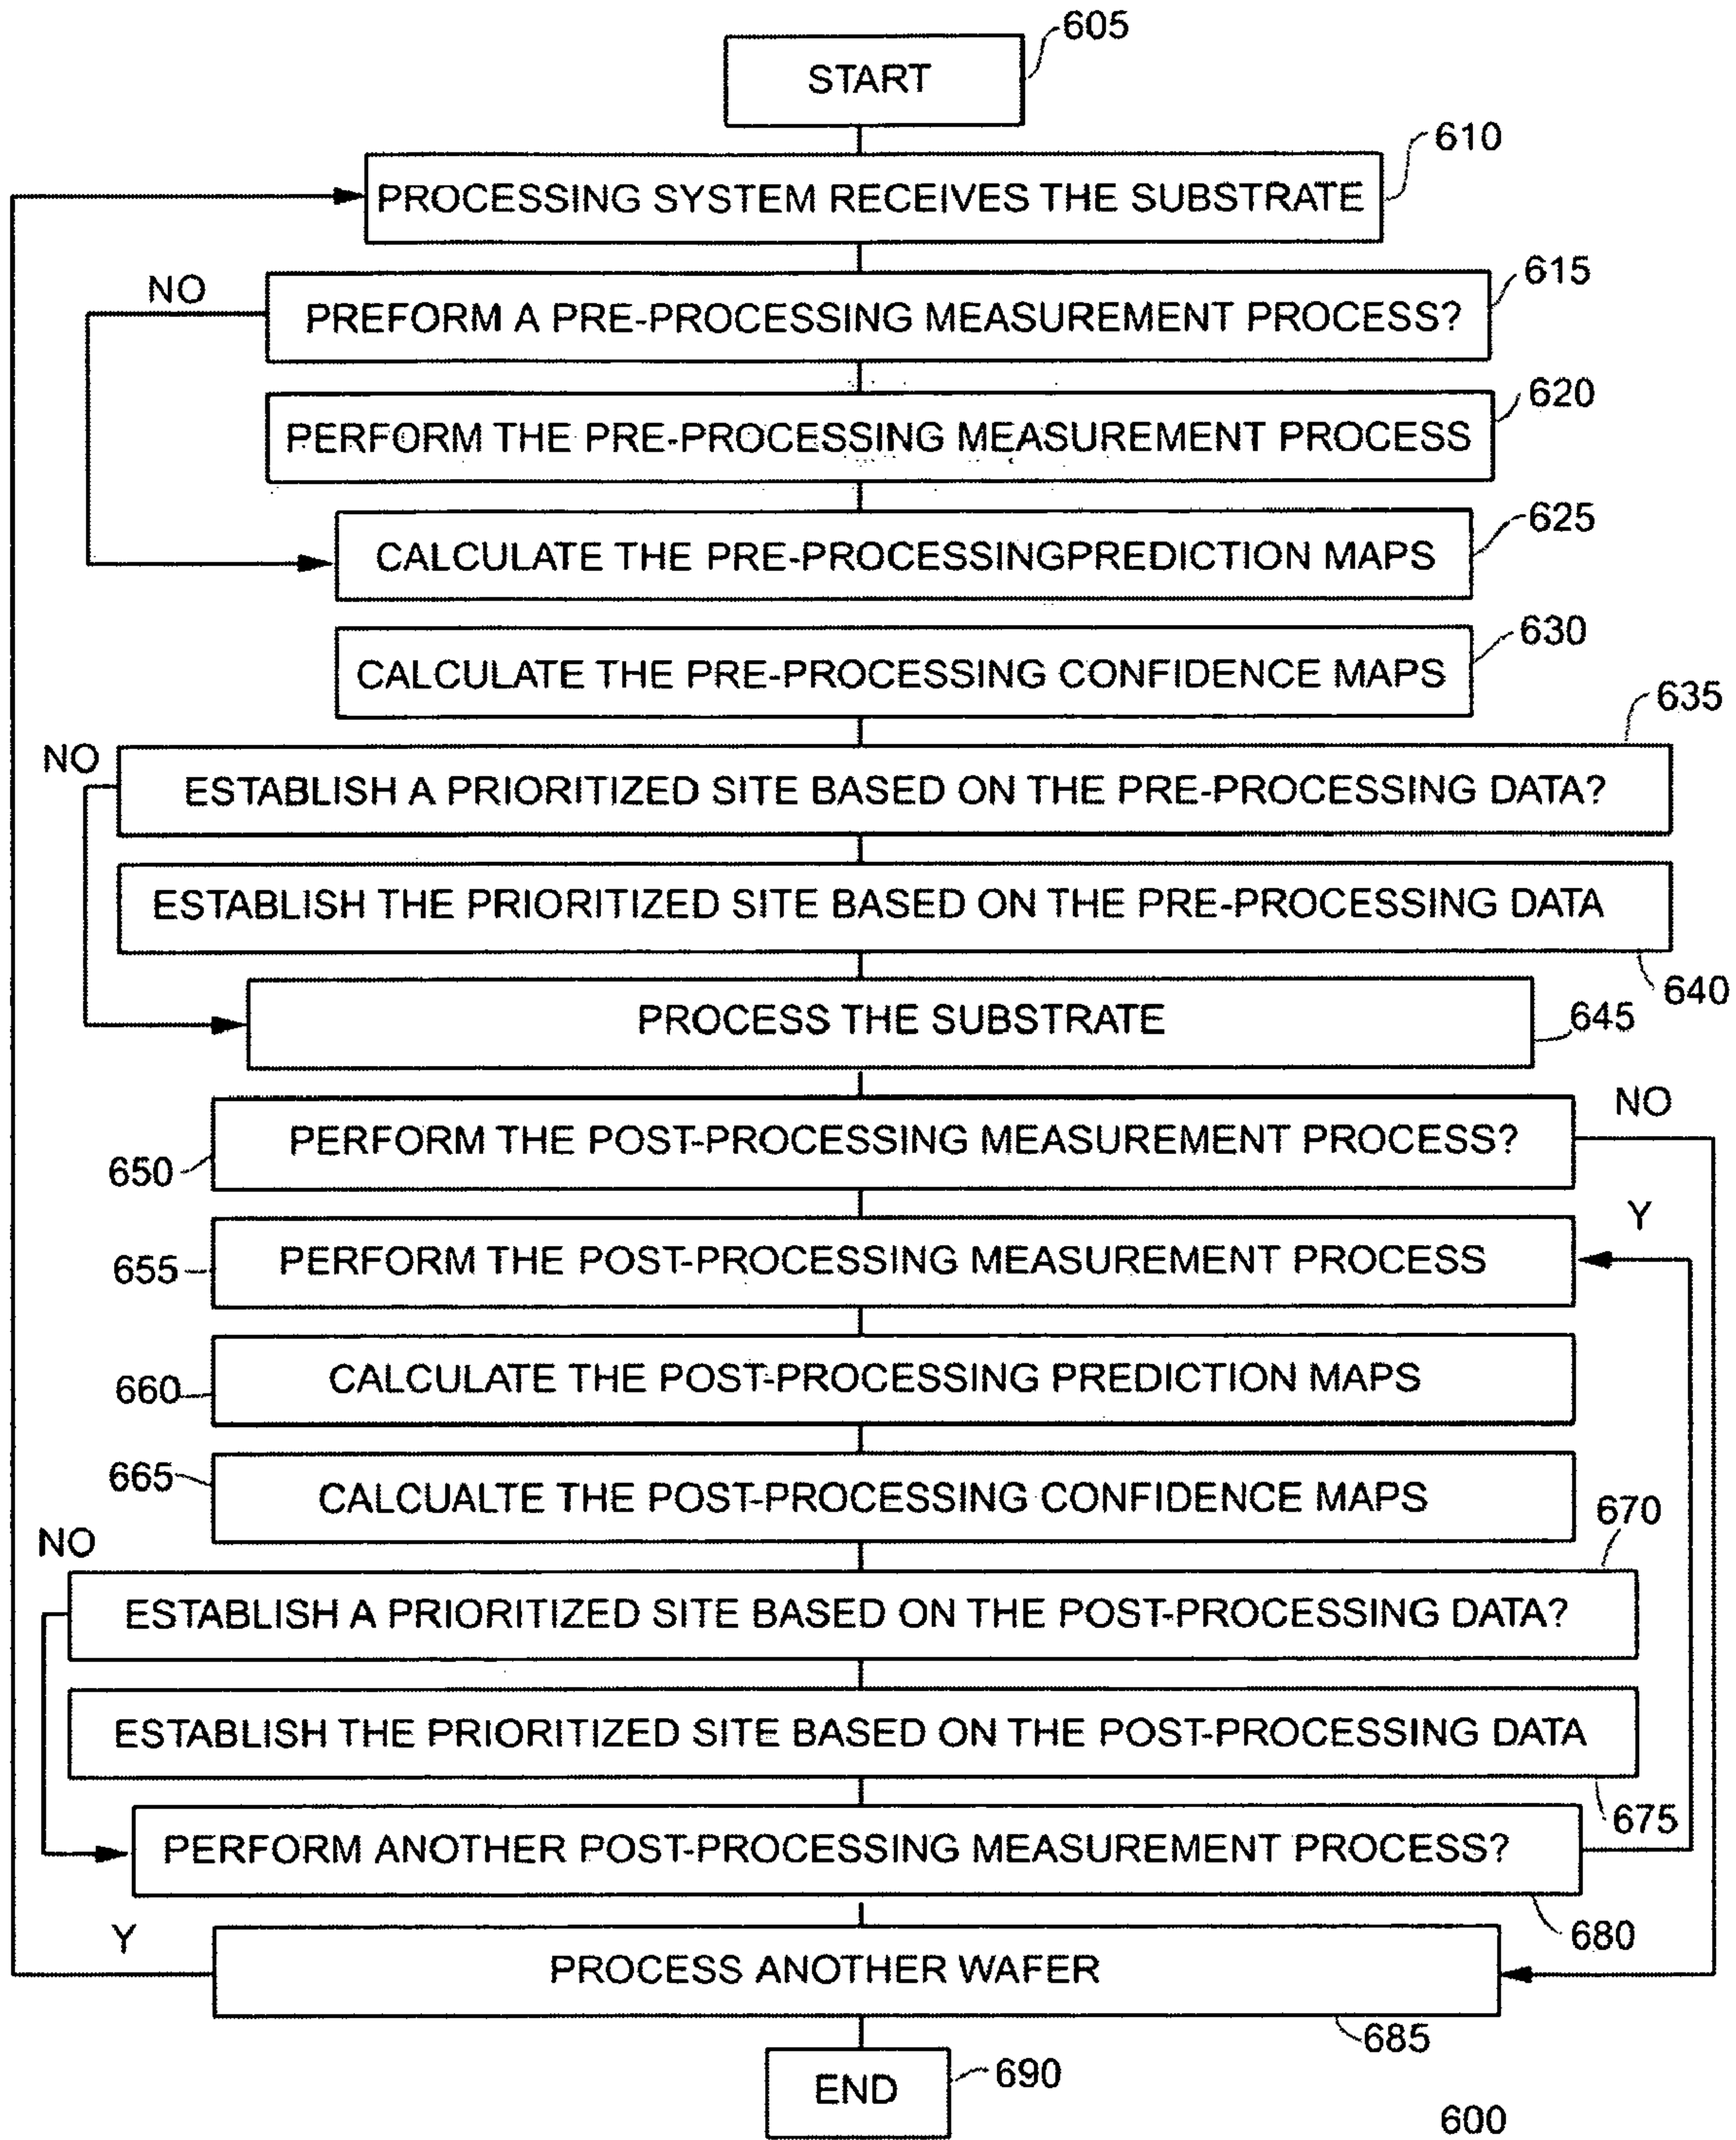 605
START
610
PROCESSING SYSTEM RECEIVES THE SUBSTRATE
615
NO
PREFORM A PRE-PROCESSING MEASUREMENT PROCESS?
620
PERFORM THE PRE-PROCESSING MEASUREMENT PROCESS
625
CALCULATE THE PRE-PROCESSINGPREDICTION MAPS
630
CALCULATE THE PRE-PROCESSING CONFIDENCE MAPS
635
NO
ESTABLISH A PRIORITIZED SITE BASED ON THE PRE-PROCESSING DATA?
ESTABLISH THE PRIORITIZED SITE BASED ON THE PRE-PROCESSING DATA
640
PROCESS THE SUBSTRATE
645
NO
PERFORM THE POST-PROCESSING MEASUREMENT PROCESS?
650
Y
PERFORM THE POST-PROCESSING MEASUREMENT PROCESS
655
CALCULATE THE POST-PROCESSING PREDICTION MAPS
660
665
CALCUALTE THE POST-PROCESSING CONFIDENCE MAPS
670
NO
ESTABLISH A PRIORITIZED SITE BASED ON THE POST-PROCESSING DATA?
ESTABLISH THE PRIORITIZED SITE BASED ON THE POST-PROCESSING DATA
675
PERFORM ANOTHER POST-PROCESSING MEASUREMENT PROCESS?
680
Y
PROCESS ANOTHER WAFER
685
END
690
600